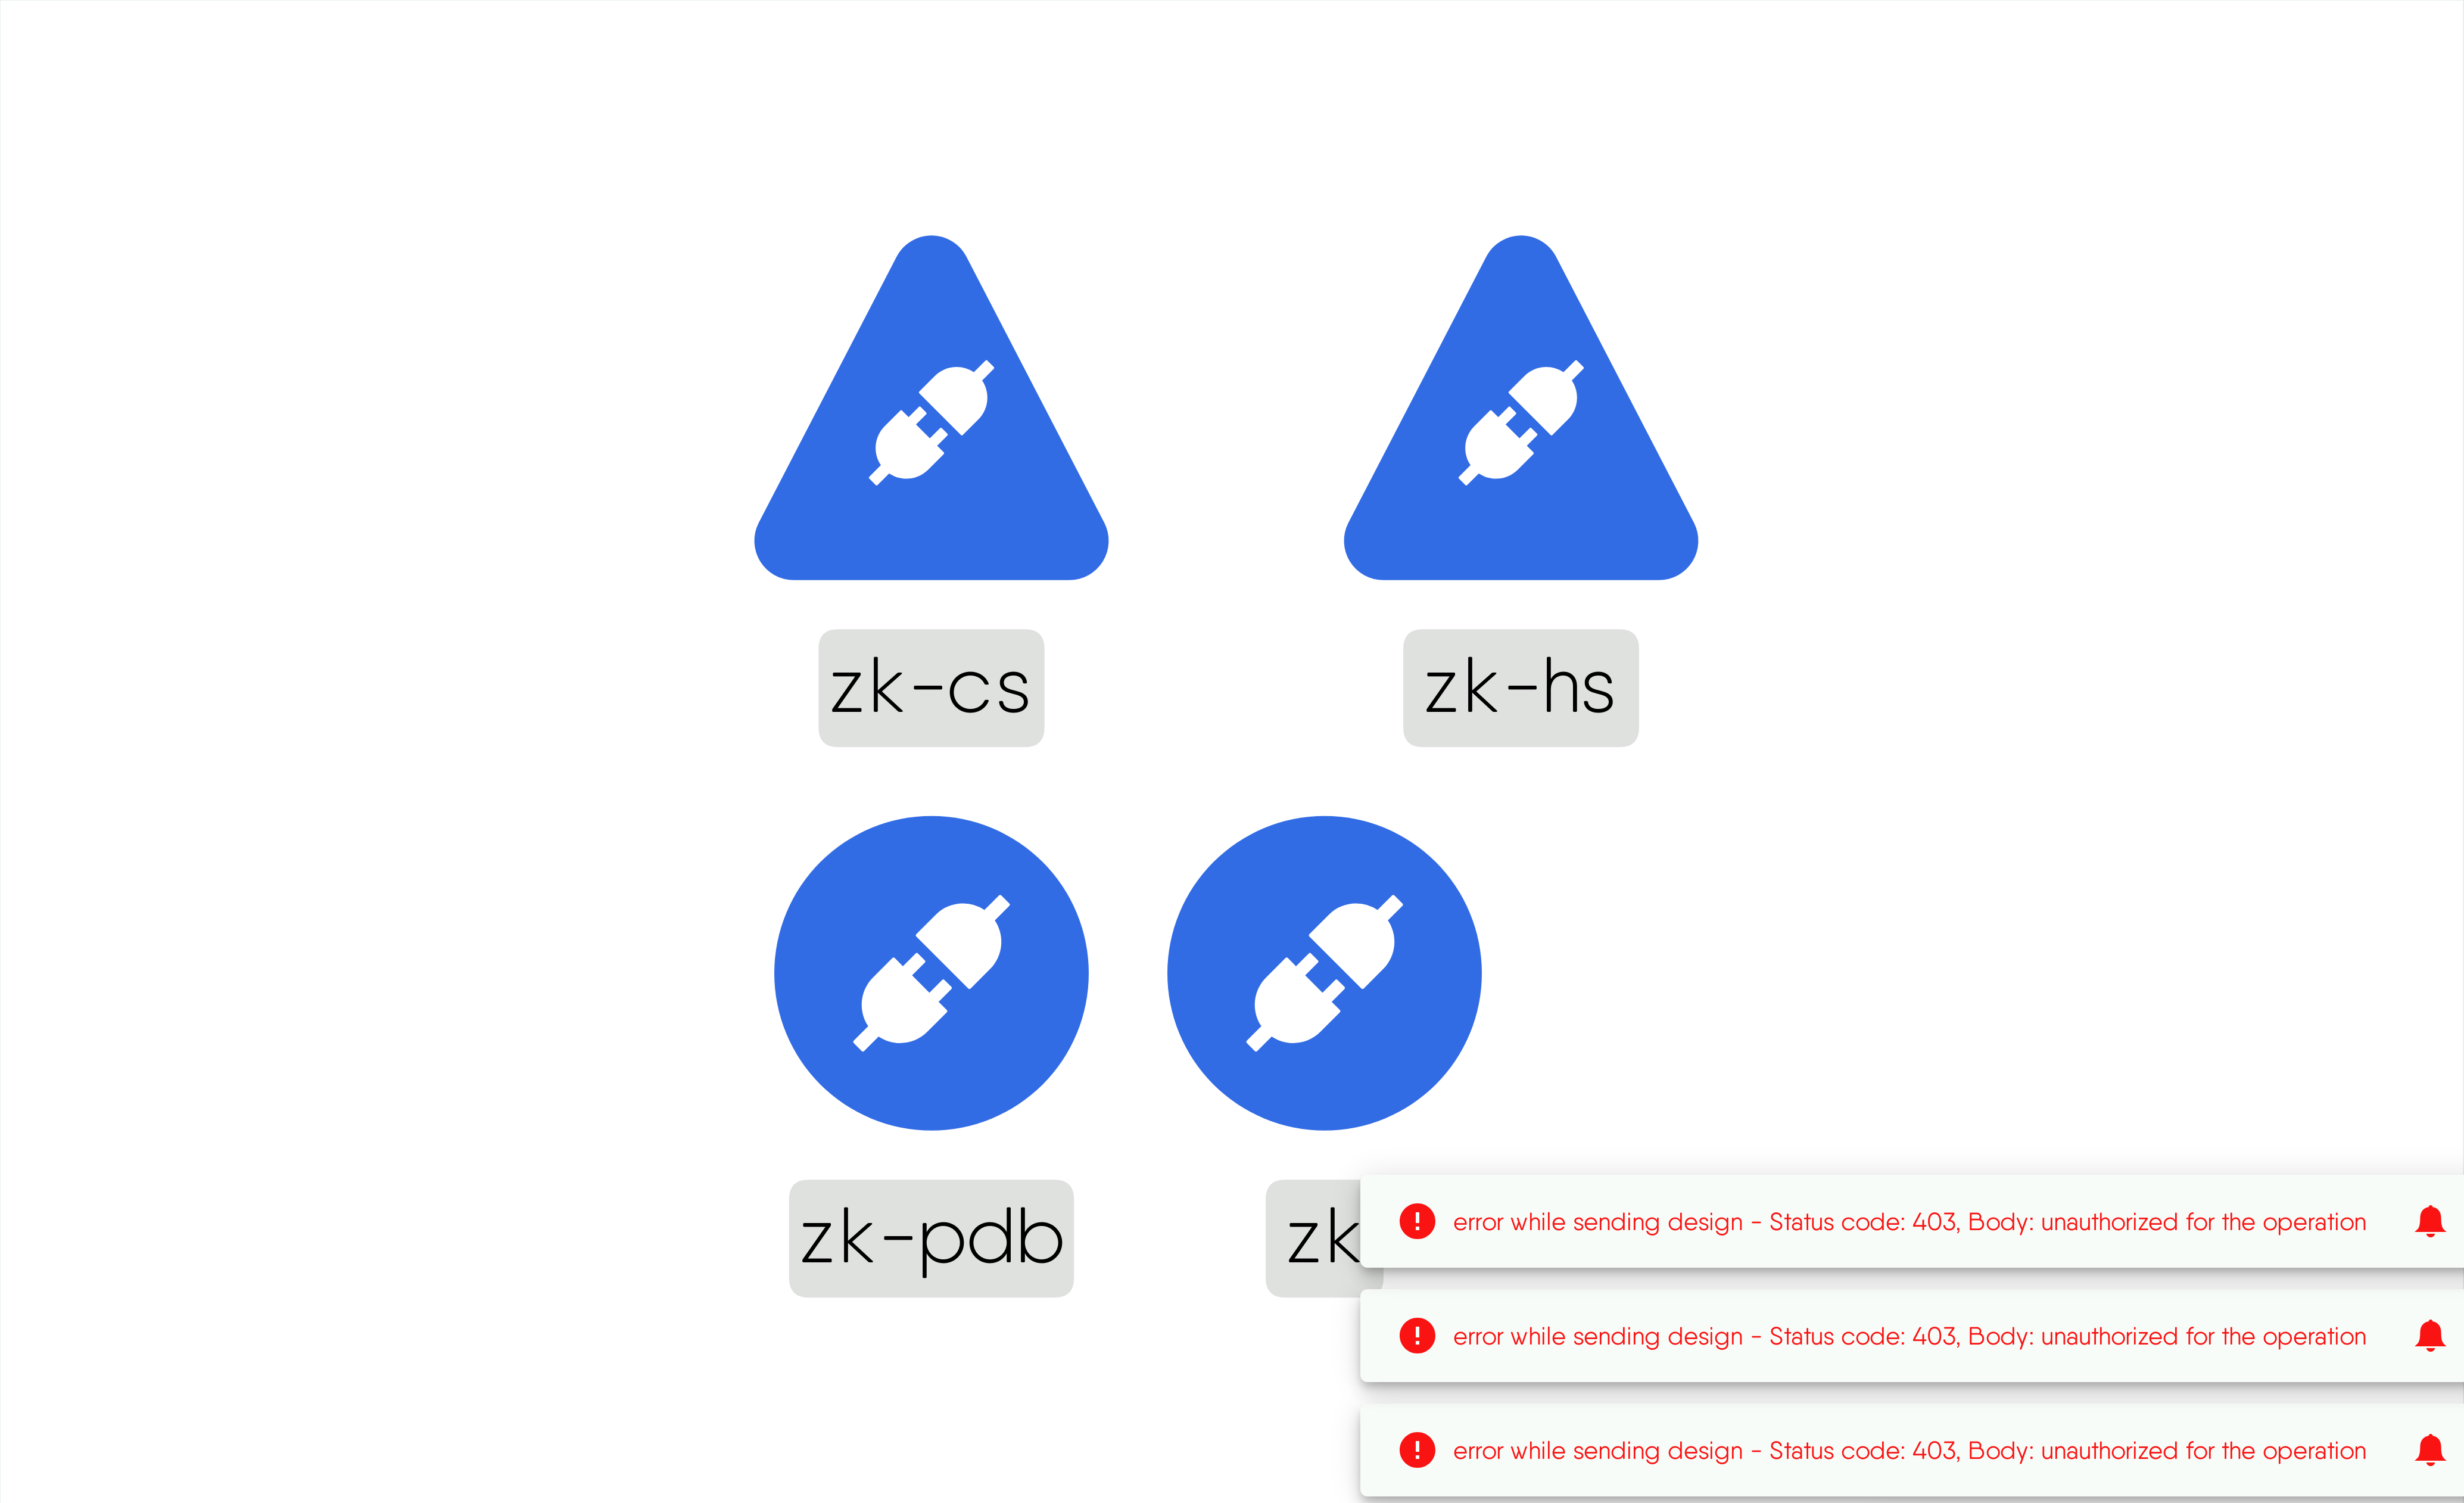 zk-cs
zk-hs
zk-pdb
zk
error while sending design - Status code: 403, Body: unauthorized for the operation
error while sending design - Status code: 403, Body: unauthorized for the operation
error while sending design - Status code: 403, Body: unauthorized for the operation